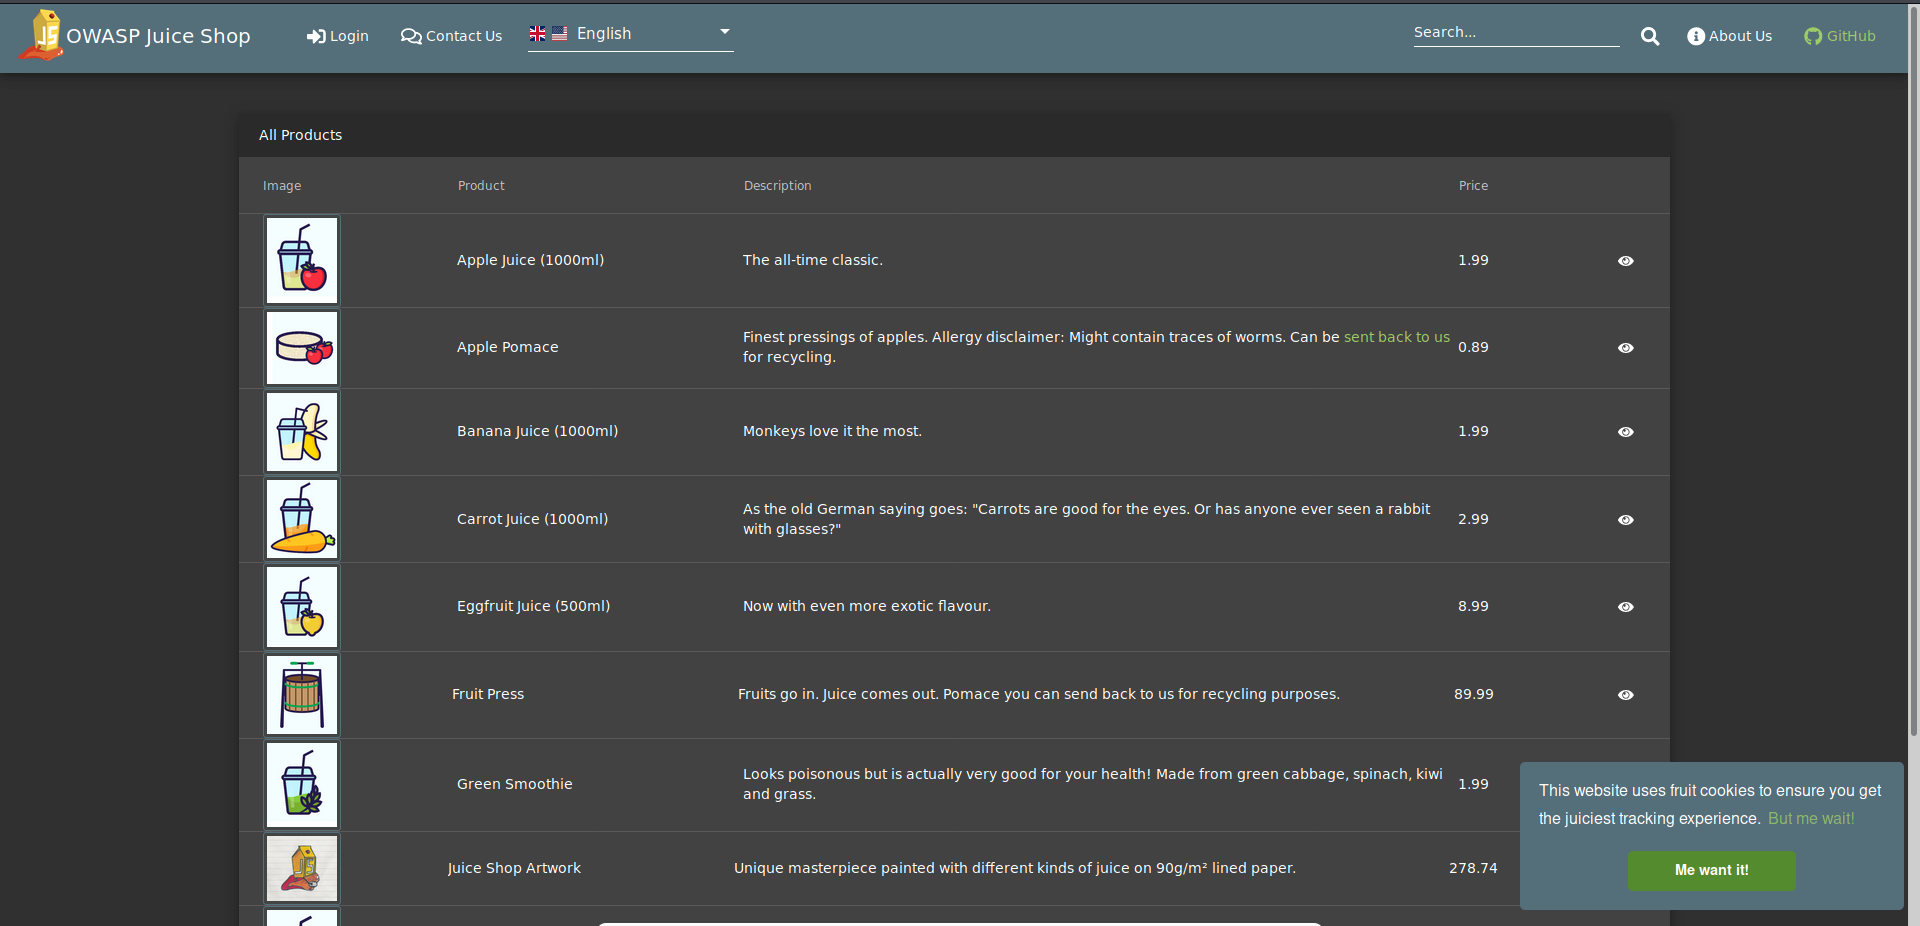 OWASP Juice Shop
Login
Contact Us
English
Search...
About Us
GitHub
All Products
Image Product Description Price
Apple Juice (1000ml) The all-time classic. 1.99
Finest pressings of apples. Allergy disclaimer: Might contain traces of worms. Can be sent back to us
Apple Pomace 0.89
for recycling.
Banana Juice (1000ml) Monkeys love it the most. 1.99
As the old German saying goes: "Carrots are good for the eyes. Or has anyone ever seen a rabbit
Carrot Juice (1000ml) 2.99
with glasses?"
Eggfruit Juice (500ml) Now with even more exotic flavour. 8.99
Fruit Press Fruits go in. Juice comes out. Pomace you can send back to us for recycling purposes. 89.99
Looks poisonous but is actually very good for your health! Made from green cabbage, spinach, kiwi
Green Smoothie 1.99
and grass.
Juice Shop Artwork Unique masterpiece painted with different kinds of juice on 90g/m² lined paper. 278.74
This website uses fruit cookies to ensure you get
the juiciest tracking experience. But me wait!
Me want it!